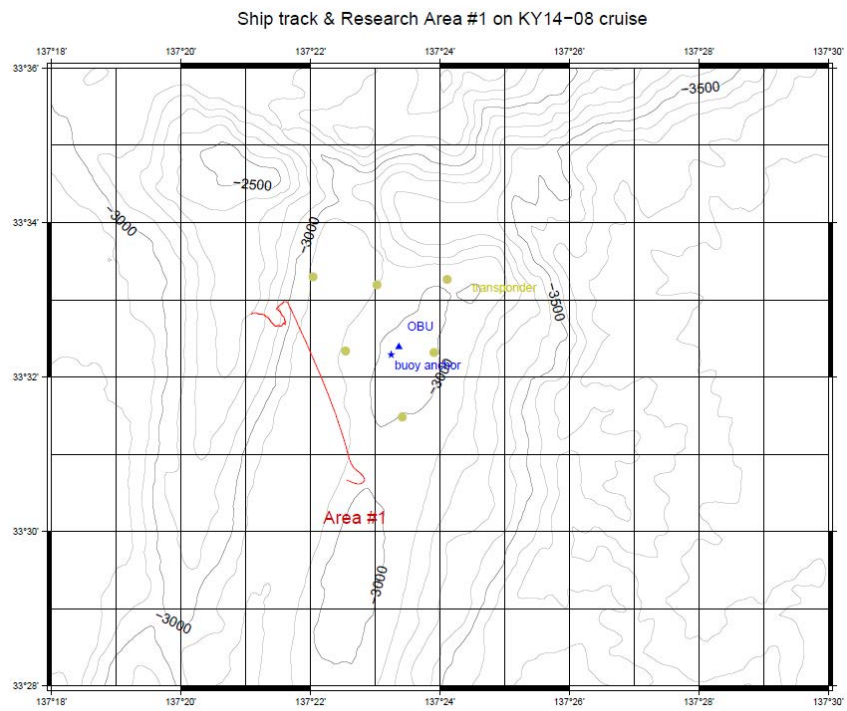 Ship track & Research Area #1 on KY14−08 cruise
137°18' 137°20' 137°22' 137°24' 137°26' 137°28' 137°30'
33°36'
−3500
−2500
−3000
33°34'
−3000
transponder
−3500
OBU
buoy anchor
33°32'
−3000
Area #1
33°30'
−3000
−3000
33°28'
137°18' 137°20' 137°22' 137°24' 137°26' 137°28' 137°30'